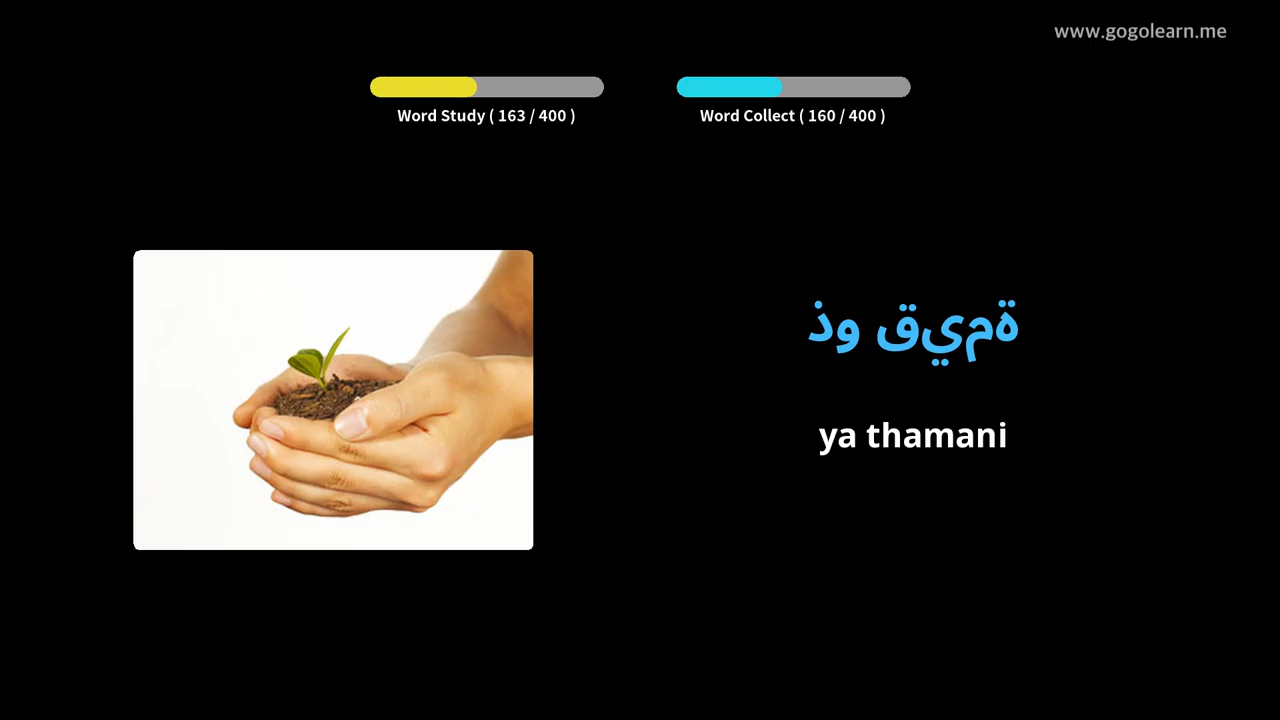 www.gogolearn.me
Word Study ( 163 / 400 )
Word Collect ( 160 / 400 )
ذو قيمة
ya thamani